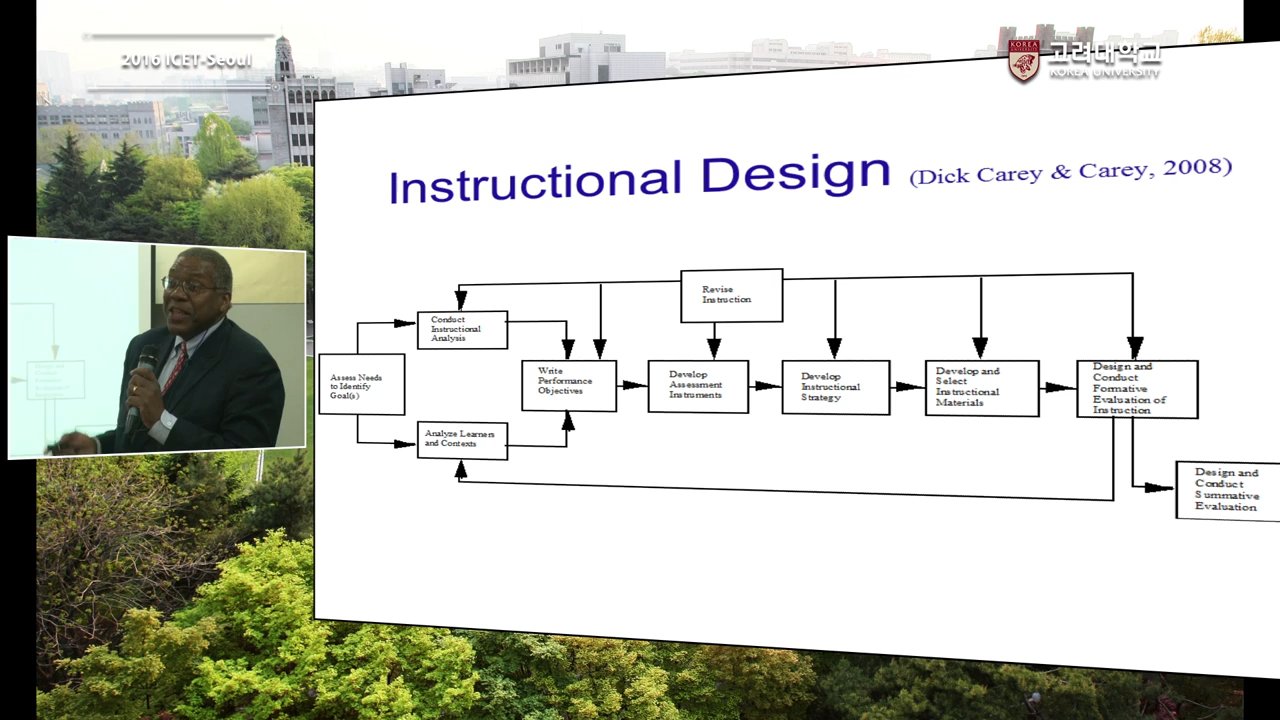 2016 ICET-Seoul
KOREA
고려대학교
KOREA UNIVERSITY
Instructional Design (Dick Carey & Carey, 2008)
Revise
Instruction
Conduct
Instructional
Analysis
Assess Needs
to Identify
Goal(s)
Write
Performance
Objectives
Develop
Assessment
Instruments
Develop
Instructional
Strategy
Develop and
Select
Instructional
Materials
Design and
Conduct
Formative
Evaluation of
Instruction
Analyze Learners
and Contexts
Design and
Conduct
Summative
Evaluation